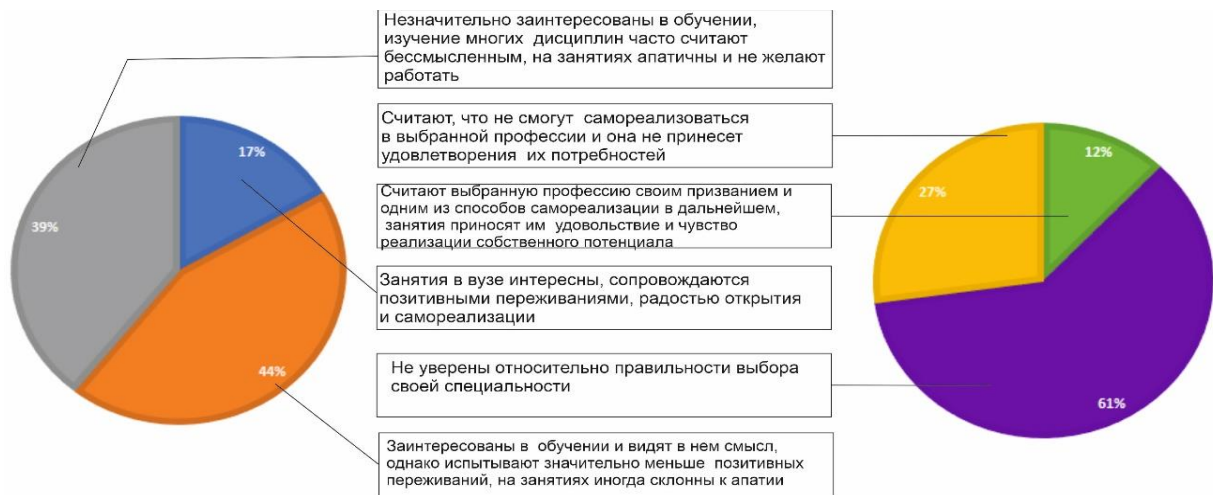 Незначительно заинтересованы в обучении,
изучение многих дисциплин часто считают
бессмысленным, на занятиях апатичны и не желают
работать
Считают, что не смогут самореализоваться
в выбранной профессии и она не принесет
удовлетворения их потребностей
Считают выбранную профессию своим призванием и
одним из способов самореализации в дальнейшем,
занятия приносят им удовольствие и чувство
реализации собственного потенциала
Занятия в вузе интересны, сопровождаются
позитивными переживаниями, радостью открытия
и самореализации
Не уверены относительно правильности выбора
своей специальности
Заинтересованы в обучении и видят в нем смысл,
однако испытывают значительно меньше позитивных
переживаний, на занятиях иногда склонны к апатии
17%
39%
44%
12%
27%
61%